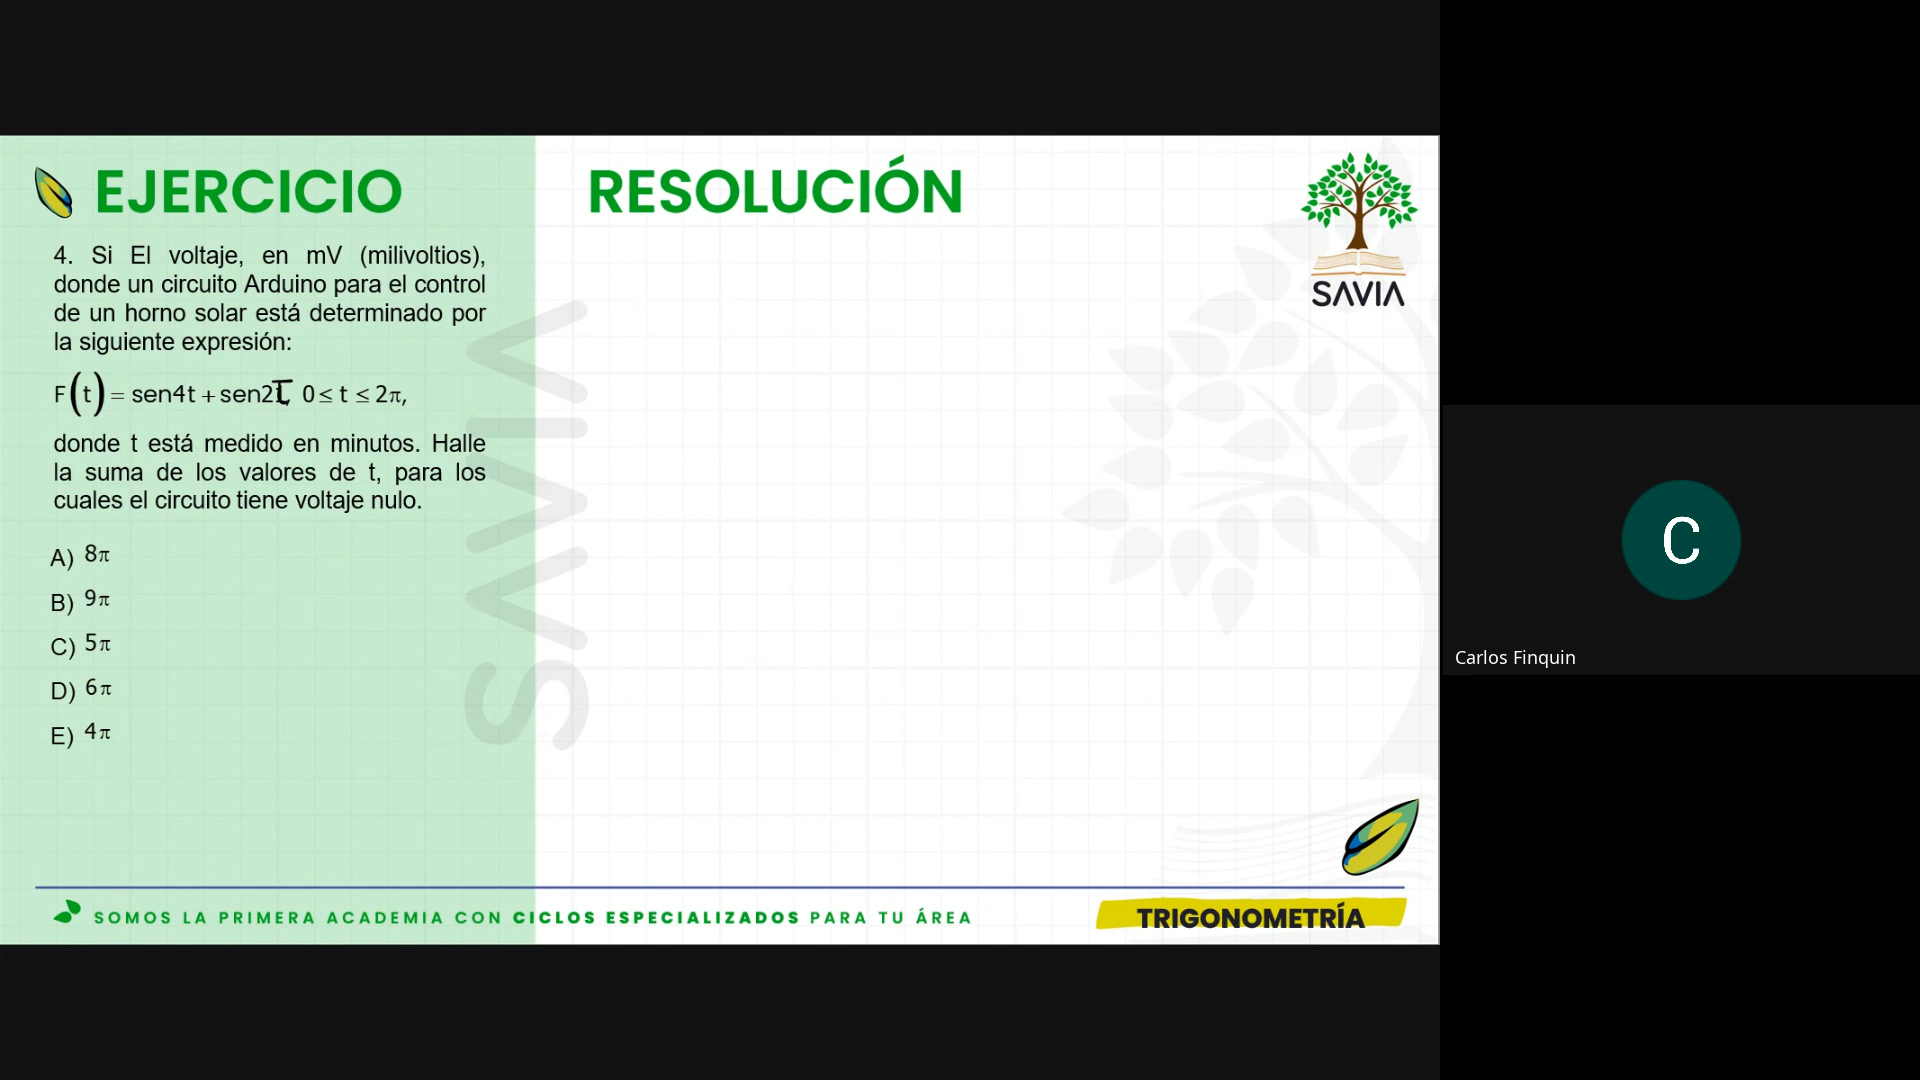 EJERCICIO
RESOLUCIÓN
4. Si El voltaje, en mV (milivoltios),
donde un circuito Arduino para el control
de un horno solar está determinado por
la siguiente expresión:
F(t) = sen4t + sen2t, 0 ≤ t ≤ 2π,
donde t está medido en minutos. Halle
la suma de los valores de t, para los
cuales el circuito tiene voltaje nulo.
A) 8π
B) 9π
C) 5π
D) 6π
E) 4π
SAVIA
SAVIA
C
Carlos Finquin
SOMOS LA PRIMERA ACADEMIA CON CICLOS ESPECIALIZADOS PARA TU ÁREA
TRIGONOMETRÍA